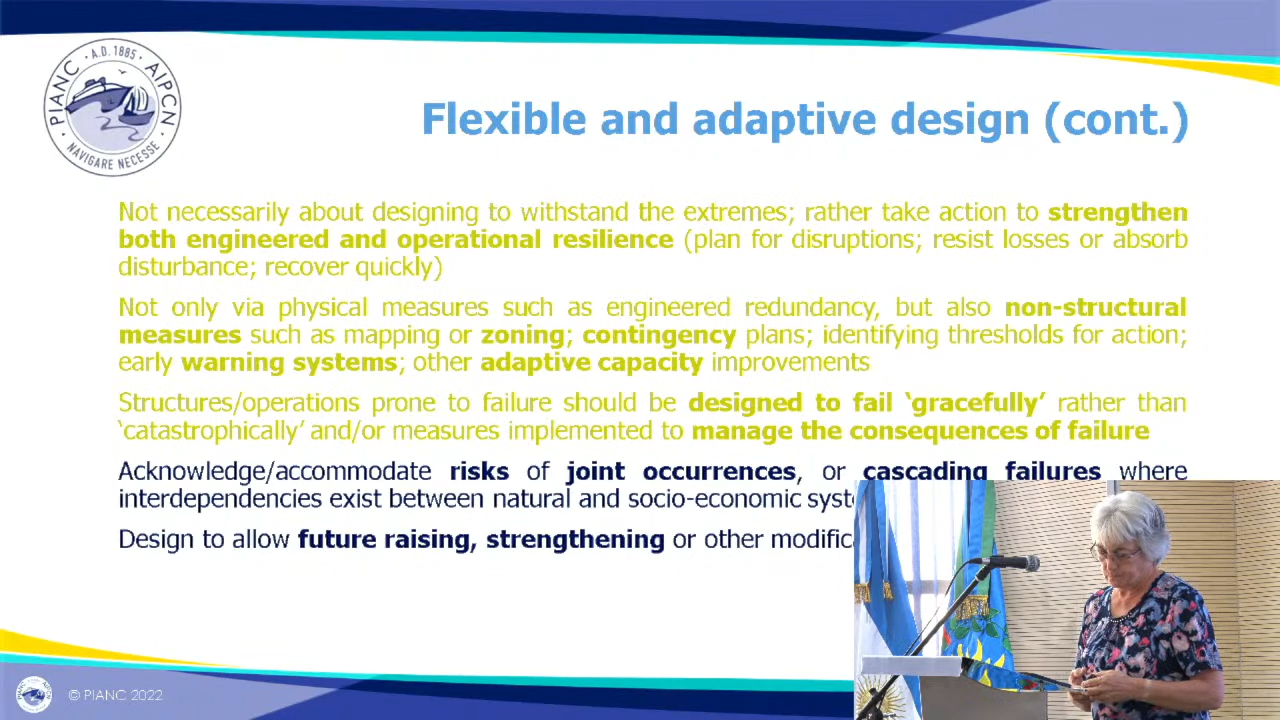 PIANC · A.D. 1885 · AIPCN
NAVIGARE NECESSE
Flexible and adaptive design (cont.)
Not necessarily about designing to withstand the extremes; rather take action to strengthen
both engineered and operational resilience (plan for disruptions; resist losses or absorb
disturbance; recover quickly)
Not only via physical measures such as engineered redundancy, but also non-structural
measures such as mapping or zoning; contingency plans; identifying thresholds for action;
early warning systems; other adaptive capacity improvements
Structures/operations prone to failure should be designed to fail ‘gracefully’ rather than
‘catastrophically’ and/or measures implemented to manage the consequences of failure
Acknowledge/accommodate risks of joint occurrences, or cascading failures where
interdependencies exist between natural and socio-economic
Design to allow future raising, strengthening or other
© PIANC 2022